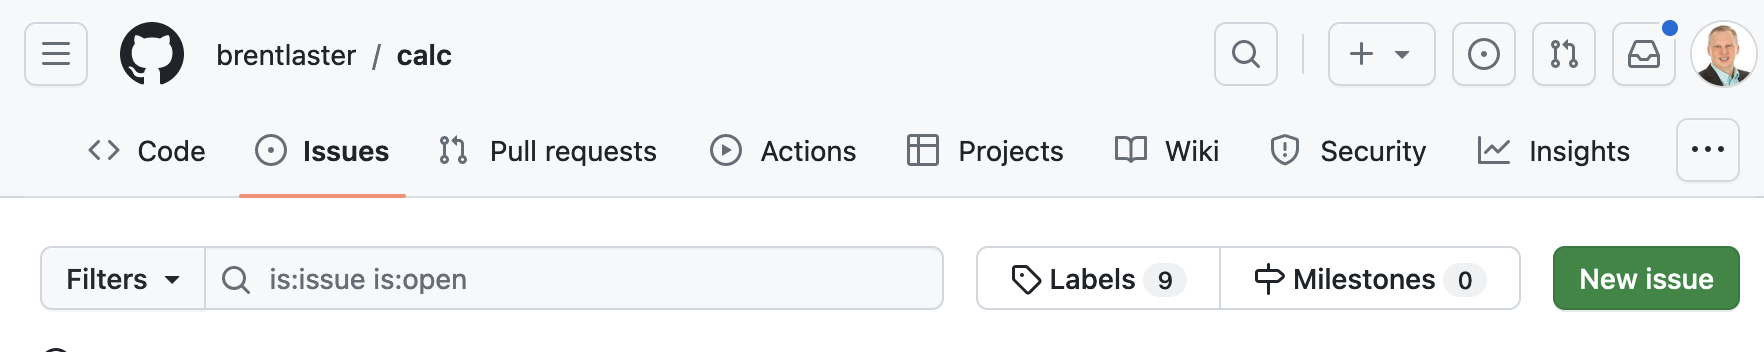 brentlaster / calc
Code Issues Pull requests Actions Projects Wiki Security Insights
Filters is:issue is:open Labels 9 Milestones 0 New issue